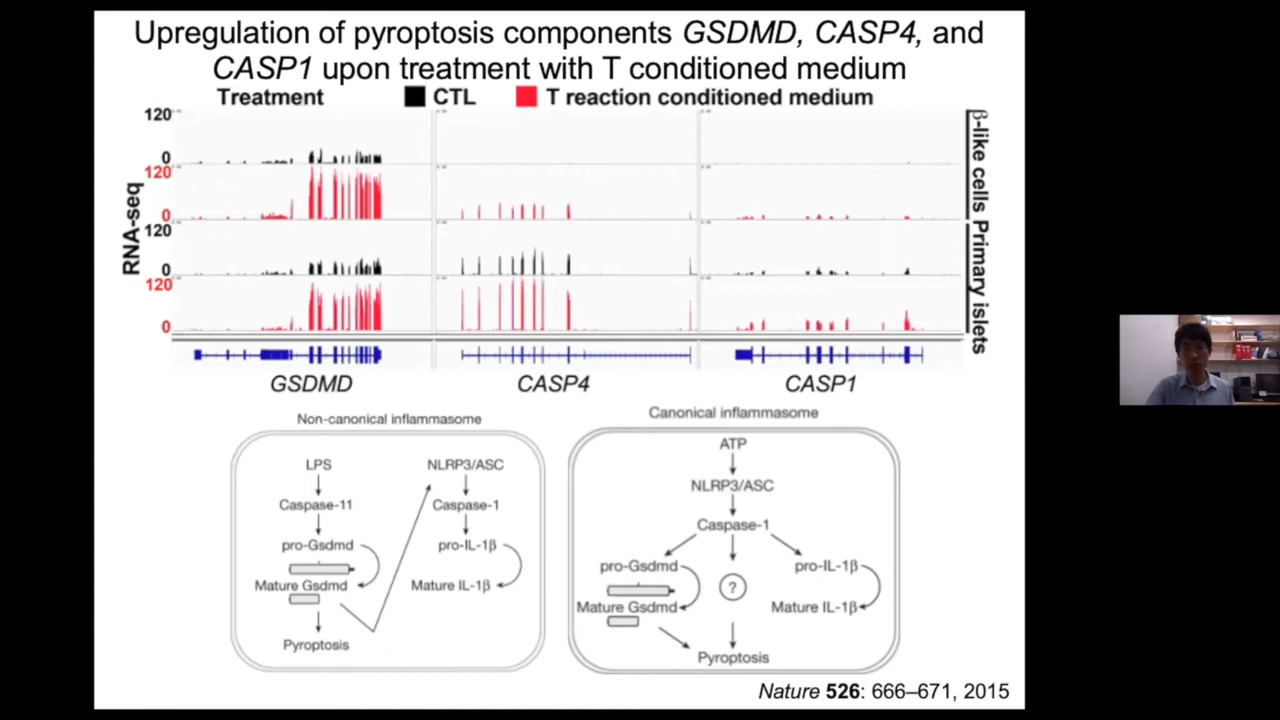 Upregulation of pyroptosis components GSDMD, CASP4, and
CASP1 upon treatment with T conditioned medium
Treatment CTL T reaction conditioned medium
RNA-seq
120
0
120
0
120
0
120
0
β-like cells
Primary islets
GSDMD CASP4 CASP1
Non-canonical inflammasome
LPS
Caspase-11
pro-Gsdmd
Mature Gsdmd
Pyroptosis
NLRP3/ASC
Caspase-1
pro-IL-1β
Mature IL-1β
Canonical inflammasome
ATP
NLRP3/ASC
Caspase-1
pro-Gsdmd
Mature Gsdmd
?
pro-IL-1β
Mature IL-1β
Pyroptosis
Nature 526: 666–671, 2015